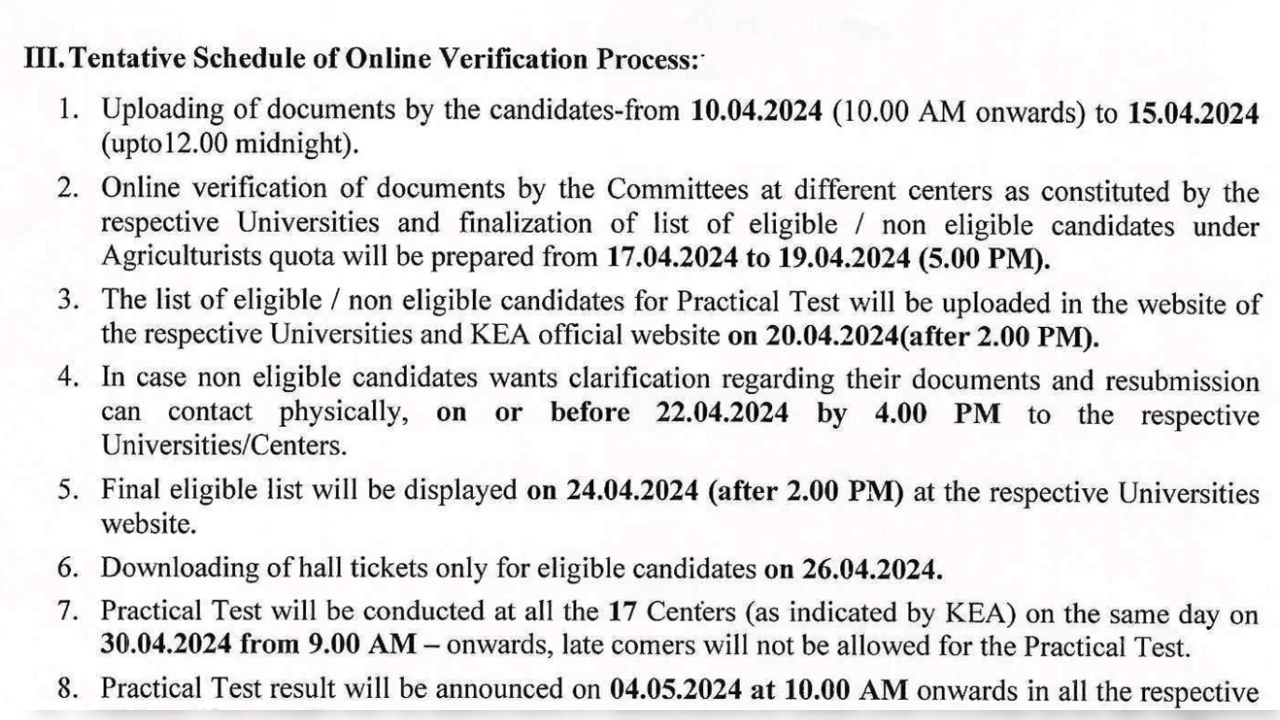 III. Tentative Schedule of Online Verification Process:-
1. Uploading of documents by the candidates-from 10.04.2024 (10.00 AM onwards) to 15.04.2024
(upto12.00 midnight).
2. Online verification of documents by the Committees at different centers as constituted by the
respective Universities and finalization of list of eligible / non eligible candidates under
Agriculturists quota will be prepared from 17.04.2024 to 19.04.2024 (5.00 PM).
3. The list of eligible / non eligible candidates for Practical Test will be uploaded in the website of
the respective Universities and KEA official website on 20.04.2024(after 2.00 PM).
4. In case non eligible candidates wants clarification regarding their documents and resubmission
can contact physically, on or before 22.04.2024 by 4.00 PM to the respective
Universities/Centers.
5. Final eligible list will be displayed on 24.04.2024 (after 2.00 PM) at the respective Universities
website.
6. Downloading of hall tickets only for eligible candidates on 26.04.2024.
7. Practical Test will be conducted at all the 17 Centers (as indicated by KEA) on the same day on
30.04.2024 from 9.00 AM – onwards, late comers will not be allowed for the Practical Test.
8. Practical Test result will be announced on 04.05.2024 at 10.00 AM onwards in all the respective